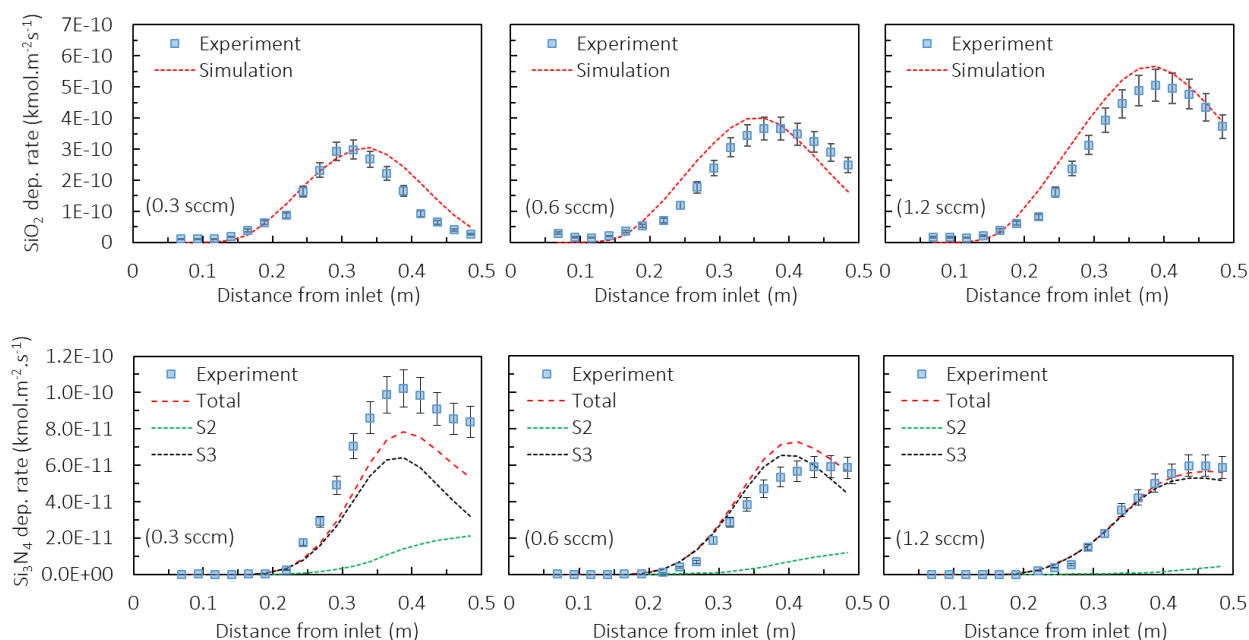 SiO2 dep. rate (kmol.m-2s-1)
7E-10
6E-10
5E-10
4E-10
3E-10
2E-10
1E-10
0
Experiment
Simulation
(0.3 sccm)
0 0.1 0.2 0.3 0.4 0.5
Distance from inlet (m)
Experiment
Simulation
(0.6 sccm)
0 0.1 0.2 0.3 0.4 0.5
Distance from inlet (m)
Experiment
Simulation
(1.2 sccm)
0 0.1 0.2 0.3 0.4 0.5
Distance from inlet (m)
Si3N4 dep. rate (kmol.m-2.s-1)
1.2E-10
1.0E-10
8.0E-11
6.0E-11
4.0E-11
2.0E-11
0.0E+00
Experiment
Total
S2
S3
(0.3 sccm)
0 0.1 0.2 0.3 0.4 0.5
Distance from inlet (m)
Experiment
Total
S2
S3
(0.6 sccm)
0 0.1 0.2 0.3 0.4 0.5
Distance from inlet (m)
Experiment
Total
S2
S3
(1.2 sccm)
0 0.1 0.2 0.3 0.4 0.5
Distance from inlet (m)